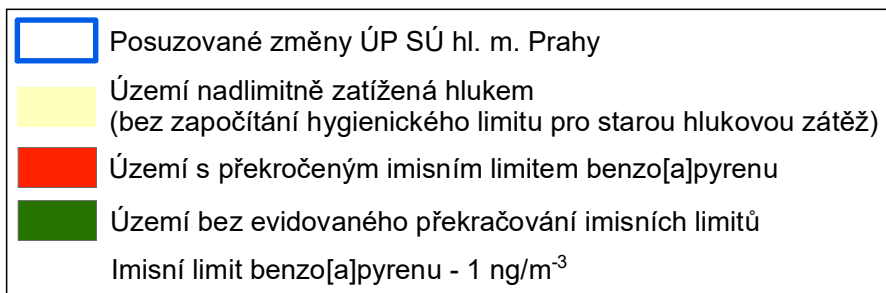 Posuzované změny ÚP SÚ hl. m. Prahy
Území nadlimitně zatížená hlukem
(bez započítání hygienického limitu pro starou hlukovou zátěž)
Území s překročeným imisním limitem benzo[a]pyrenu
Území bez evidovaného překračování imisních limitů
Imisní limit benzo[a]pyrenu - 1 ng/m⁻³